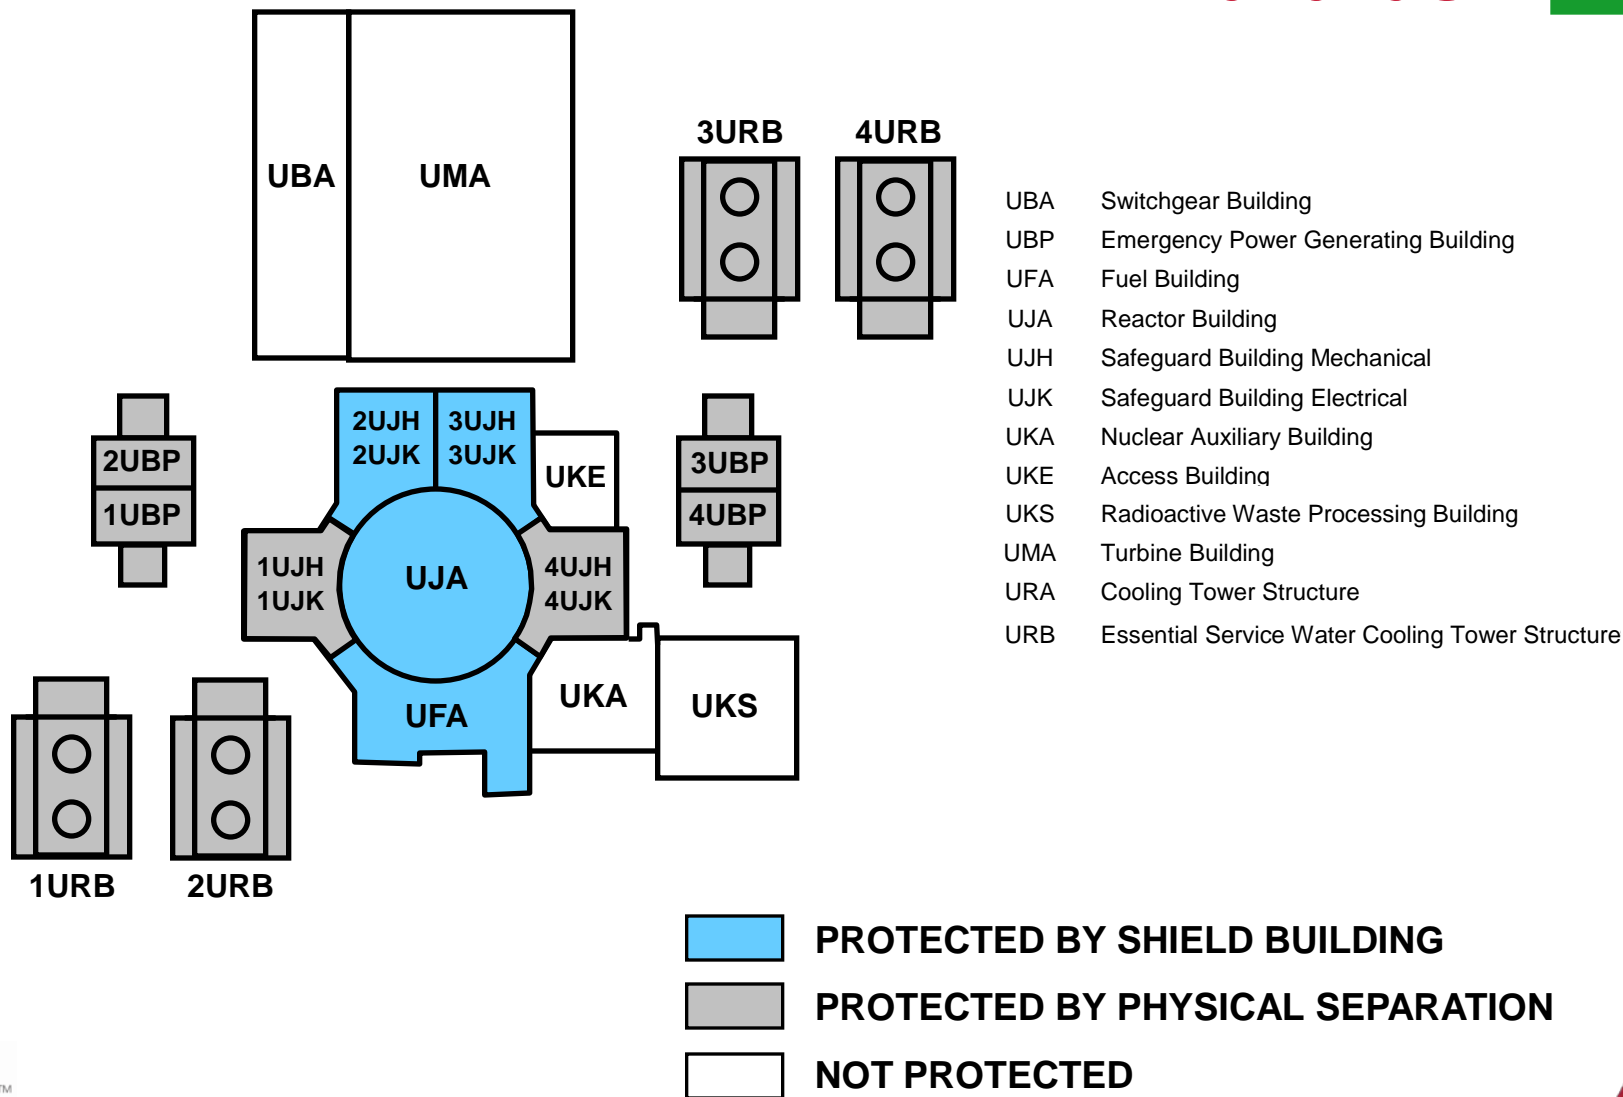 3URB 4URB
UBA UMA
UBA Switchgear Building
UBP Emergency Power Generating Building
UFA Fuel Building
UJA Reactor Building
UJH Safeguard Building Mechanical
UJK Safeguard Building Electrical
UKA Nuclear Auxiliary Building
UKE Access Building
UKS Radioactive Waste Processing Building
UMA Turbine Building
URA Cooling Tower Structure
URB Essential Service Water Cooling Tower Structure
2UJH 3UJH
2UJK 3UJK
2UBP
1UBP
UKE
3UBP
4UBP
1UJH
1UJK
UJA
4UJH
4UJK
UFA
UKA
UKS
1URB 2URB
PROTECTED BY SHIELD BUILDING
PROTECTED BY PHYSICAL SEPARATION
NOT PROTECTED
TM